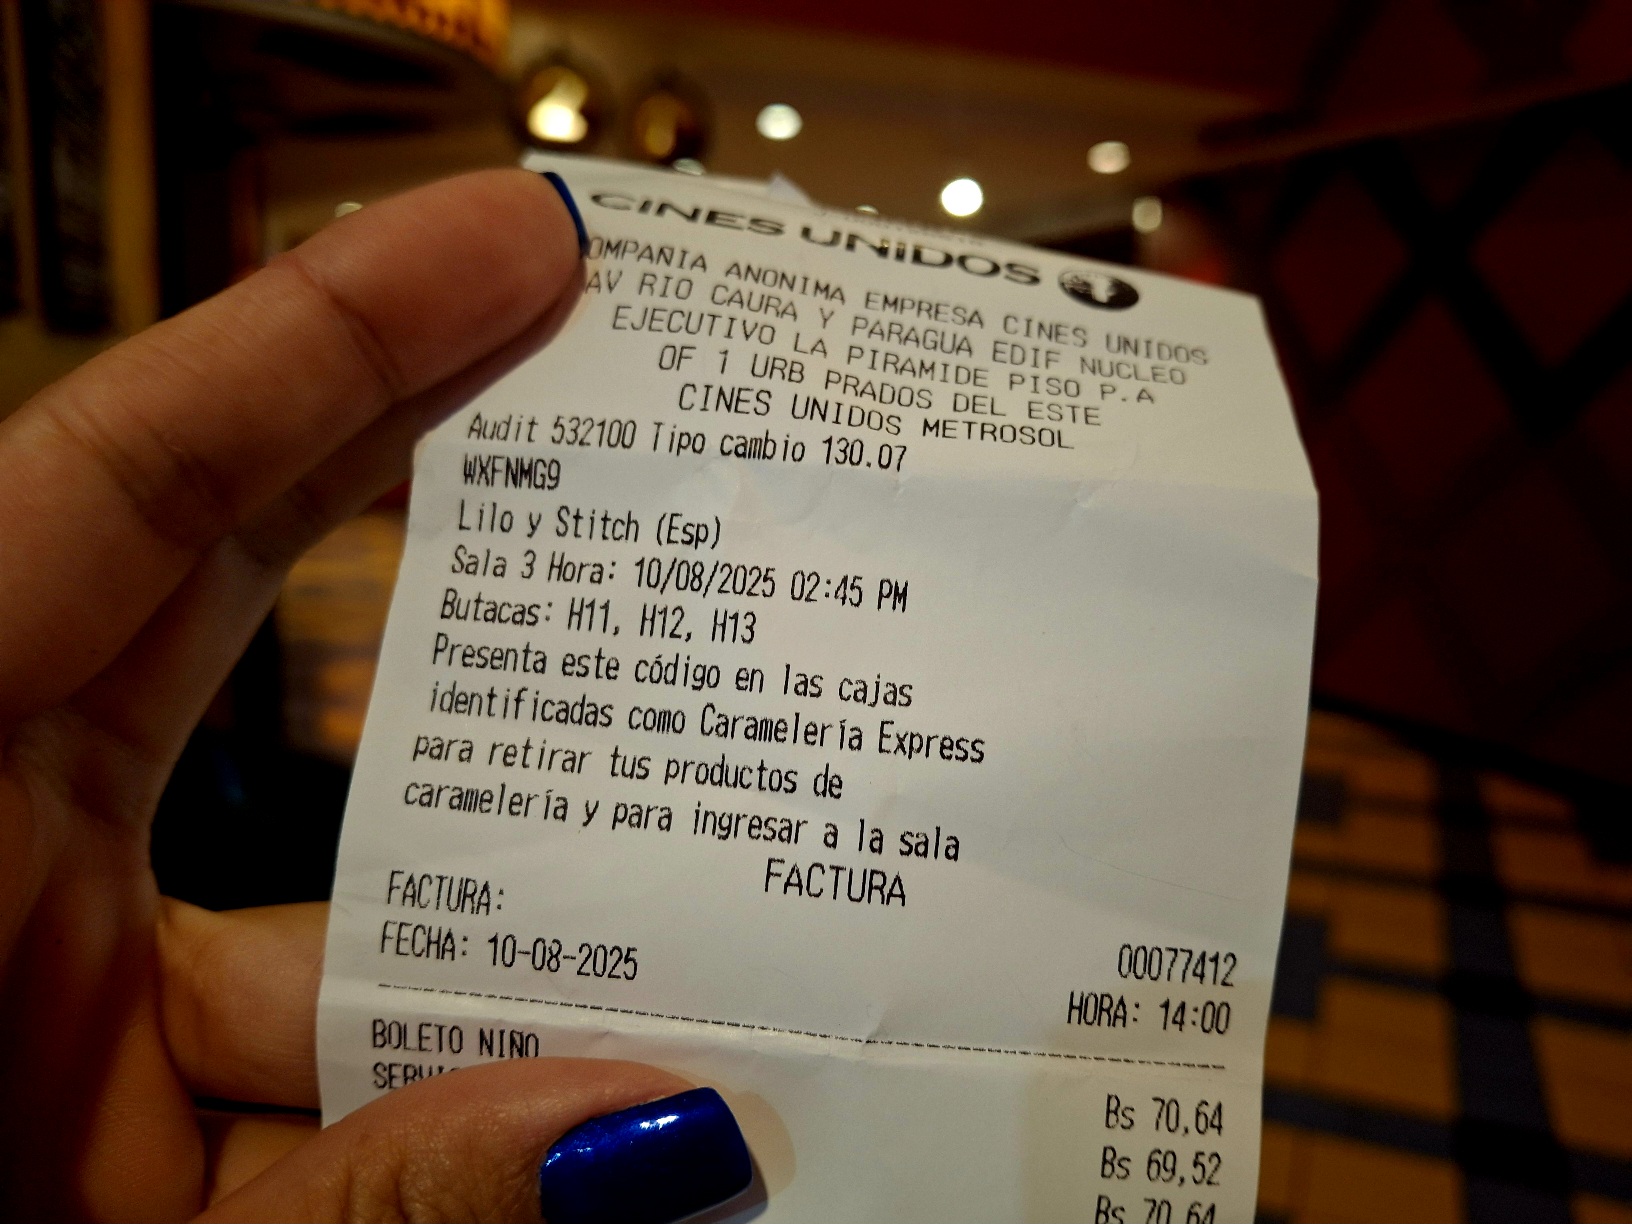 CINES UNIDOS
OMPAÑIA ANONIMA EMPRESA CINES UNIDOS
AV RIO CAURA Y PARAGUA EDIF NUCLEO
EJECUTIVO LA PIRAMIDE PISO P.A
OF 1 URB PRADOS DEL ESTE
CINES UNIDOS METROSOL
Audit 532100 Tipo cambio 130.07
WXFNMG9
Lilo y Stitch (Esp)
Sala 3 Hora: 10/08/2025 02:45 PM
Butacas: H11, H12, H13
Presenta este código en las cajas
identificadas como Caramelería Express
para retirar tus productos de
caramelería y para ingresar a la sala
FACTURA
FACTURA: 00077412
FECHA: 10-08-2025 HORA: 14:00
BOLETO NIÑO Bs 70,64
Bs 69,52
Bs 70,64